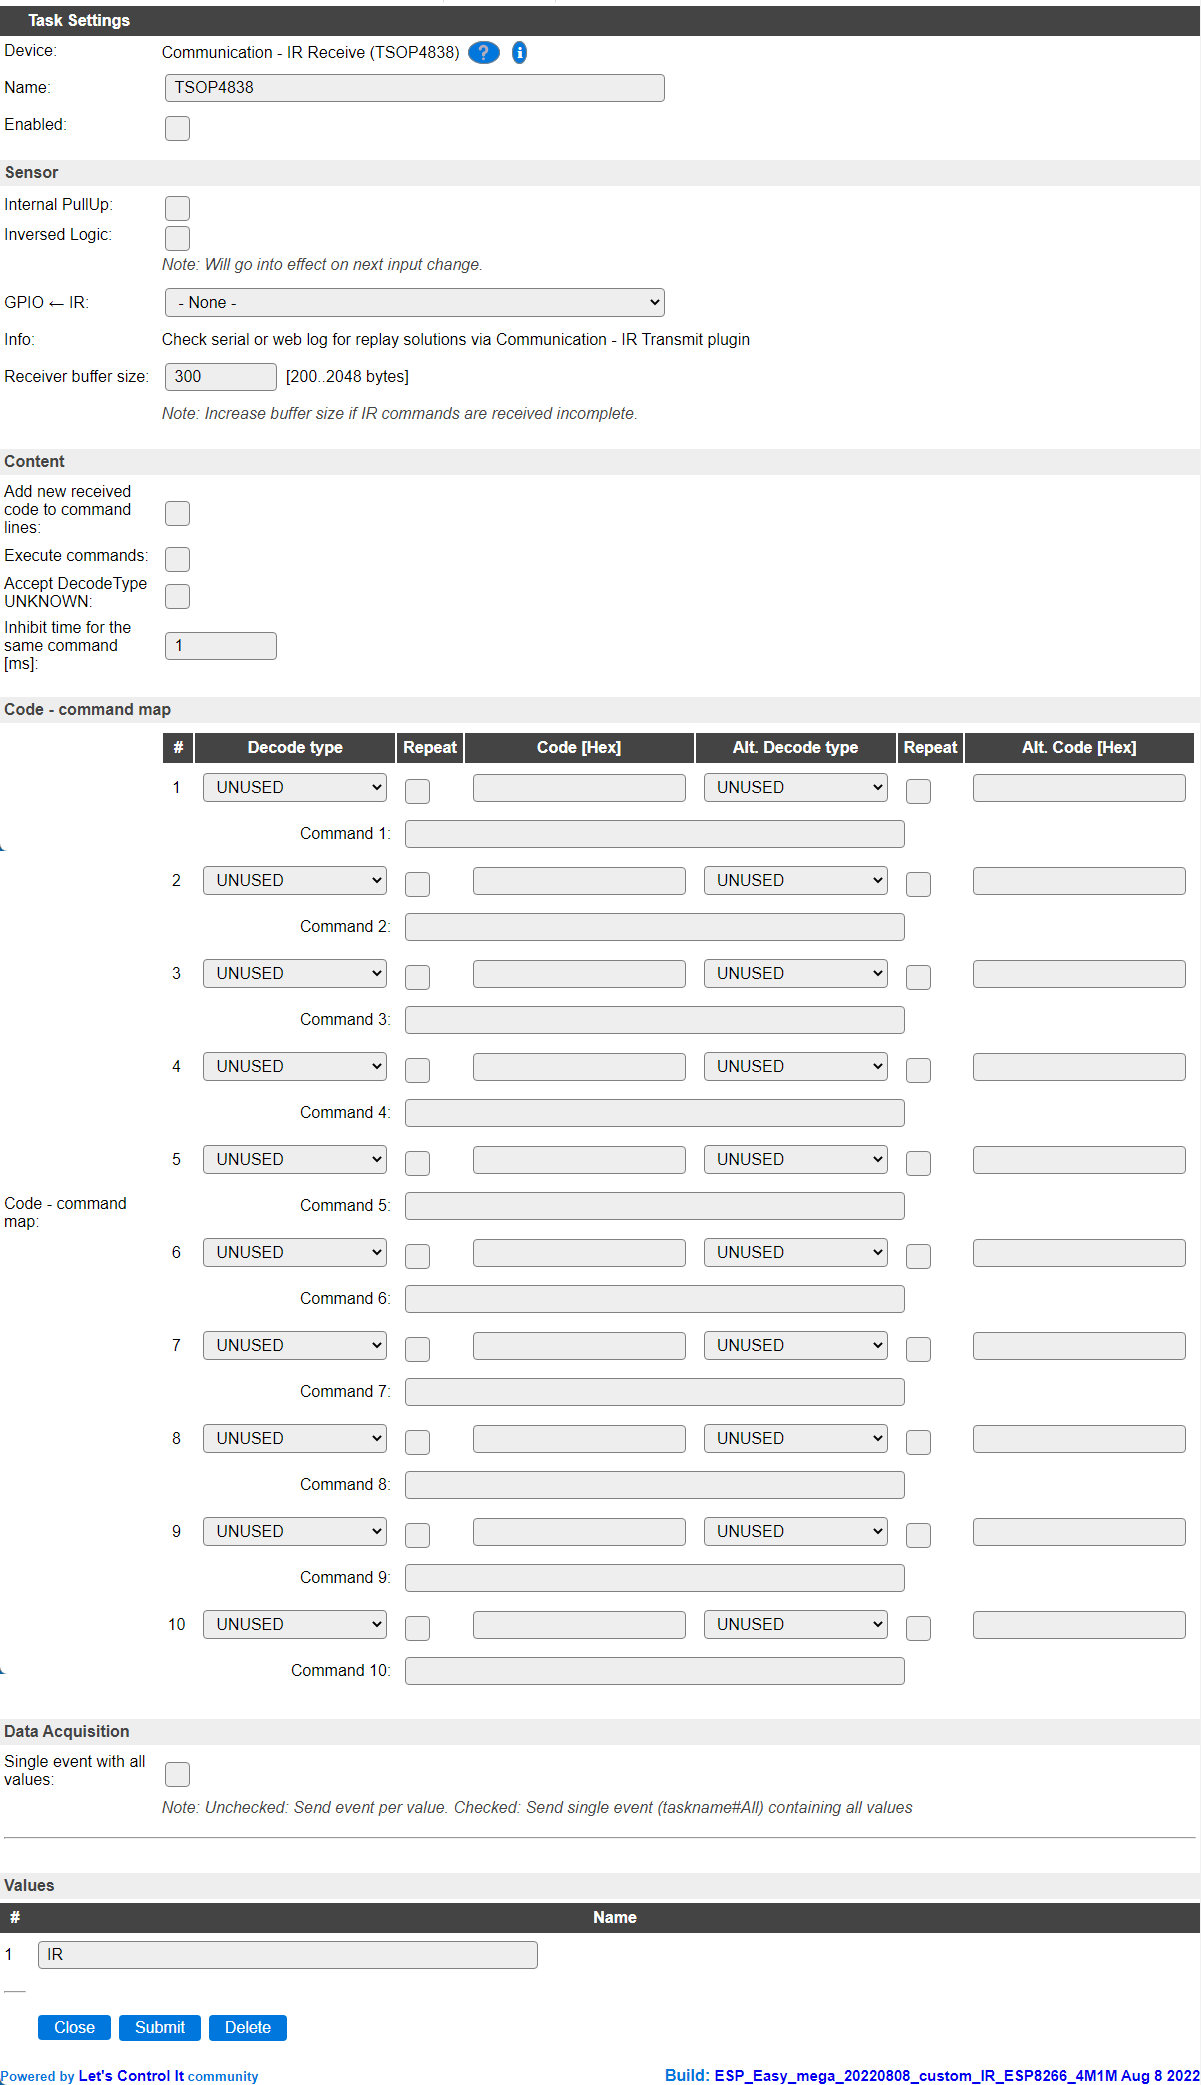 Task Settings
Device: Communication - IR Receive (TSOP4838) ? i
Name: TSOP4838
Enabled:
Sensor
Internal PullUp:
Inversed Logic:
Note: Will go into effect on next input change.
GPIO ← IR: - None -
Info: Check serial or web log for replay solutions via Communication - IR Transmit plugin
Receiver buffer size: 300 [200..2048 bytes]
Note: Increase buffer size if IR commands are received incomplete.
Content
Add new received
code to command
lines:
Execute commands:
Accept DecodeType
UNKNOWN:
Inhibit time for the
same command
[ms]:
1
Code - command map
# Decode type Repeat Code [Hex] Alt. Decode type Repeat Alt. Code [Hex]
1 UNUSED UNUSED
Command 1:
2 UNUSED UNUSED
Command 2:
3 UNUSED UNUSED
Command 3:
4 UNUSED UNUSED
Command 4:
5 UNUSED UNUSED
Code - command
map:
Command 5:
6 UNUSED UNUSED
Command 6:
7 UNUSED UNUSED
Command 7:
8 UNUSED UNUSED
Command 8:
9 UNUSED UNUSED
Command 9:
10 UNUSED UNUSED
Command 10:
Data Acquisition
Single event with all
values:
Note: Unchecked: Send event per value. Checked: Send single event (taskname#All) containing all values
Values
# Name
1 IR
Close Submit Delete
Powered by Let's Control It community Build: ESP_Easy_mega_20220808_custom_IR_ESP8266_4M1M Aug 8 2022